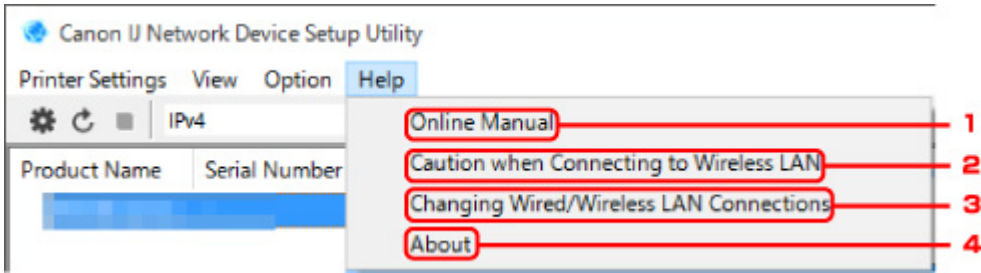 Canon IJ Network Device Setup Utility
Printer Settings View Option Help
IPv4
Online Manual 1
Product Name Serial Number
Caution when Connecting to Wireless LAN 2
Changing Wired/Wireless LAN Connections 3
About 4